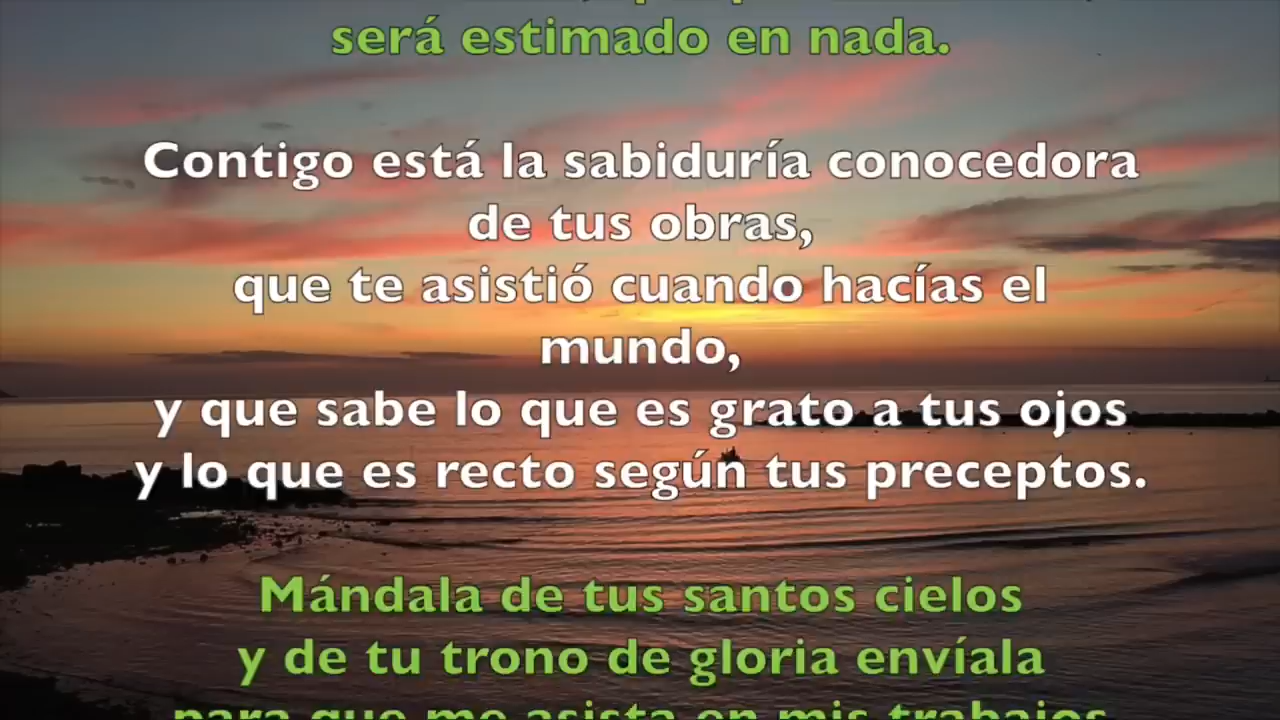 será estimado en nada.
Contigo está la sabiduría conocedora
de tus obras,
que te asistió cuando hacías el
mundo,
y que sabe lo que es grato a tus ojos
y lo que es recto según tus preceptos.
Mándala de tus santos cielos
y de tu trono de gloria envíala
para que me asista en mis trabajos